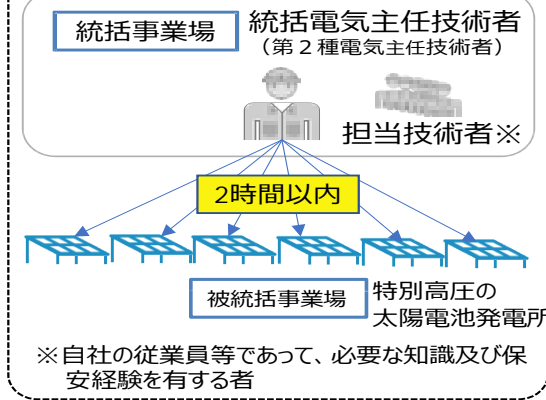 統括事業場
統括電気主任技術者
（第２種電気主任技術者）
担当技術者※
2時間以内
被統括事業場
特別高圧の
太陽電池発電所
※自社の従業員等であって、必要な知識及び保
安経験を有する者